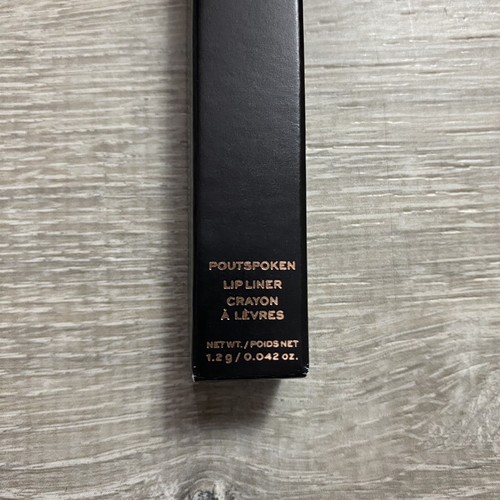 POUTSPOKEN
LIP LINER
CRAYON
À LÈVRES
NET WT./POIDS NET
1.2 g / 0.042 oz.